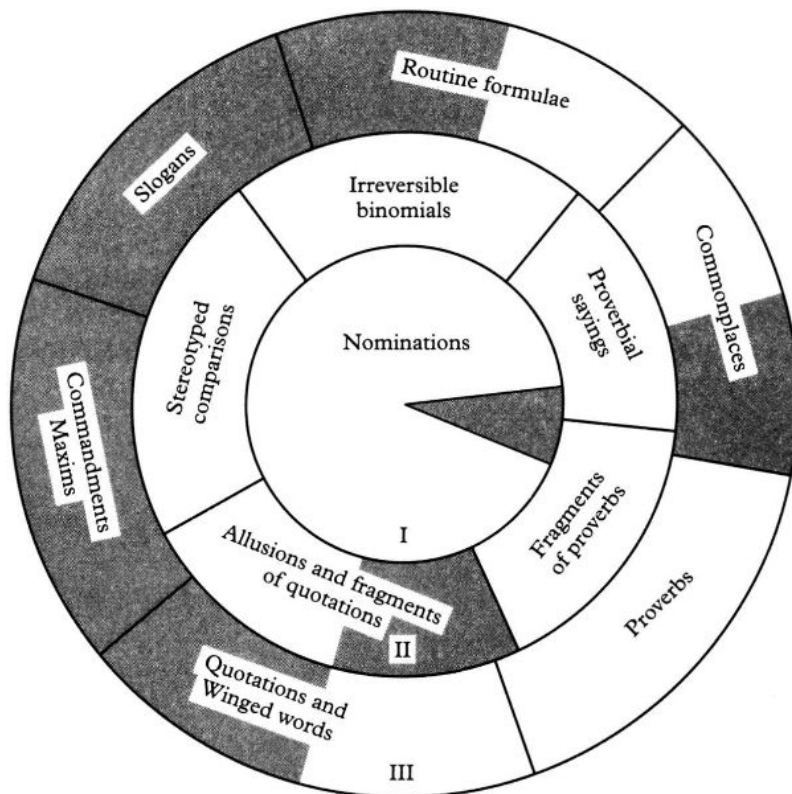 Routine formulae
Slogans
Irreversible
binomials
Commonplaces
Proverbial
sayings
Nominations
Stereotyped
comparisons
Commandments
Maxims
I
Fragments
of proverbs
Allusions and fragments
of quotations
II
Proverbs
Quotations and
Winged words
III